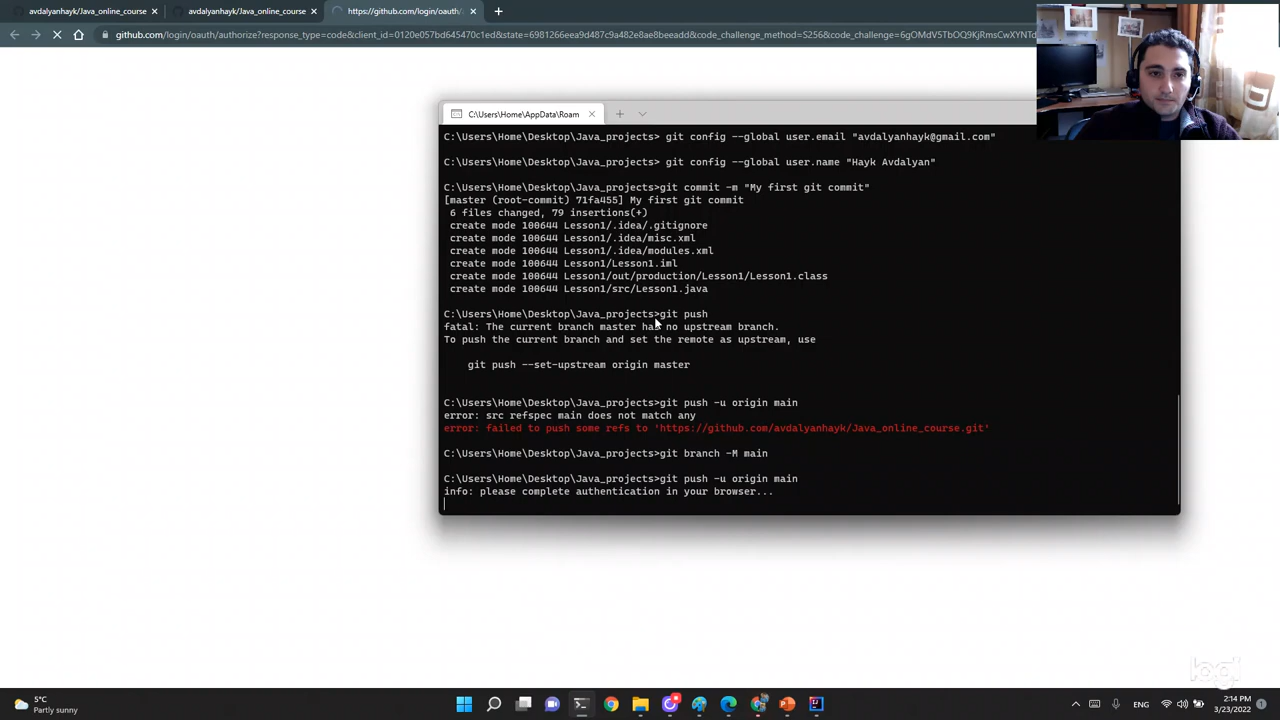 avdalyanhayk/Java_online_course
avdalyanhayk/Java_online_course
https://github.com/login/oauth/
github.com/login/oauth/authorize?response_type=code&client_id=0120e057bd645470c1ed&state=6981266eea9d487c9a482e8ae8beeadd&code_challenge_method=S256&code_challenge=6gOMdV5TbOQ9KjRmsCwXYNTd
C:\Users\Home\AppData\Roam
C:\Users\Home\Desktop\Java_projects> git config --global user.email "avdalyanhayk@gmail.com"
C:\Users\Home\Desktop\Java_projects> git config --global user.name "Hayk Avdalyan"
C:\Users\Home\Desktop\Java_projects>git commit -m "My first git commit"
[master (root-commit) 71fa455] My first git commit
6 files changed, 79 insertions(+)
create mode 100644 Lesson1/.idea/.gitignore
create mode 100644 Lesson1/.idea/misc.xml
create mode 100644 Lesson1/.idea/modules.xml
create mode 100644 Lesson1/Lesson1.iml
create mode 100644 Lesson1/out/production/Lesson1/Lesson1.class
create mode 100644 Lesson1/src/Lesson1.java
C:\Users\Home\Desktop\Java_projects>git push
fatal: The current branch master has no upstream branch.
To push the current branch and set the remote as upstream, use
git push --set-upstream origin master
C:\Users\Home\Desktop\Java_projects>git push -u origin main
error: src refspec main does not match any
error: failed to push some refs to 'https://github.com/avdalyanhayk/Java_online_course.git'
C:\Users\Home\Desktop\Java_projects>git branch -M main
C:\Users\Home\Desktop\Java_projects>git push -u origin main
info: please complete authentication in your browser...
5°C
Partly sunny
ENG
2:14 PM
3/23/2022